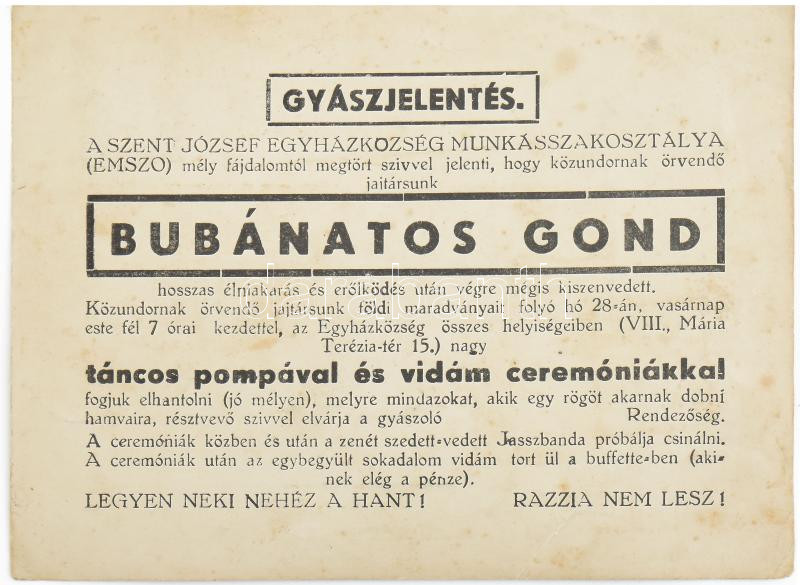 GYÁSZJELENTÉS.
A SZENT JÓZSEF EGYHÁZKÖZSÉG MUNKÁSSZAKOSZTÁLYA
(EMSZO) mély fájdalomtól megtört szivvel jelenti, hogy közundornak örvendő
jajtársunk
BUBÁNATOS GOND
hosszas élniakarás és erőlködés után végre mégis kiszenvedett.
Közundornak örvendő jajtársunk földi maradványait folyó hó 28-án, vasárnap
este fél 7 órai kezdettel, az Egyházközség összes helyiségeiben (VIII., Mária
Terézia-tér 15.) nagy
táncos pompával és vidám ceremóniákkal
fogjuk elhantolni (jó mélyen), melyre mindazokat, akik egy rögöt akarnak dobni
hamvaira, résztvevő szivvel elvárja a gyászoló Rendezőség.
A ceremóniák közben és után a zenét szedett-vedett Jasszbanda próbálja csinálni.
A ceremóniák után az egybegyült sokadalom vidám tort ül a buffette-ben (aki-
nek elég a pénze).
LEGYEN NEKI NEHÉZ A HANT! RAZZIA NEM LESZ!
darabanth